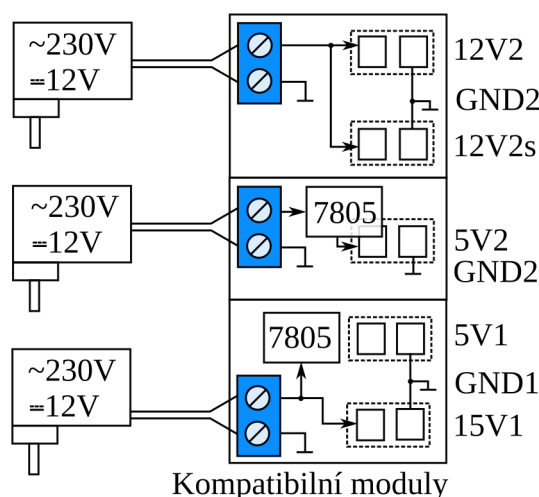 ~230V
⎓12V
12V2
GND2
12V2s
~230V
⎓12V
7805
5V2
GND2
7805
5V1
~230V
⎓12V
GND1
15V1
Kompatibilní moduly